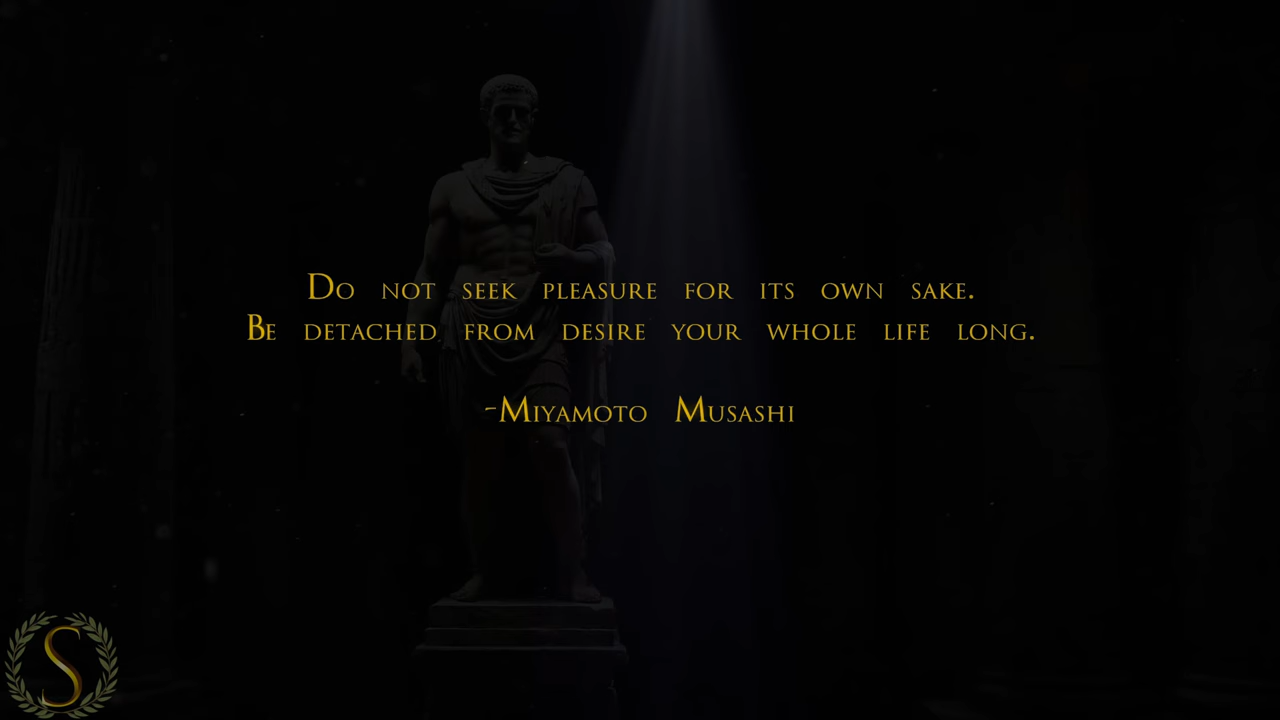 Do not seek pleasure for its own sake.
Be detached from desire your whole life long.
-Miyamoto Musashi
S